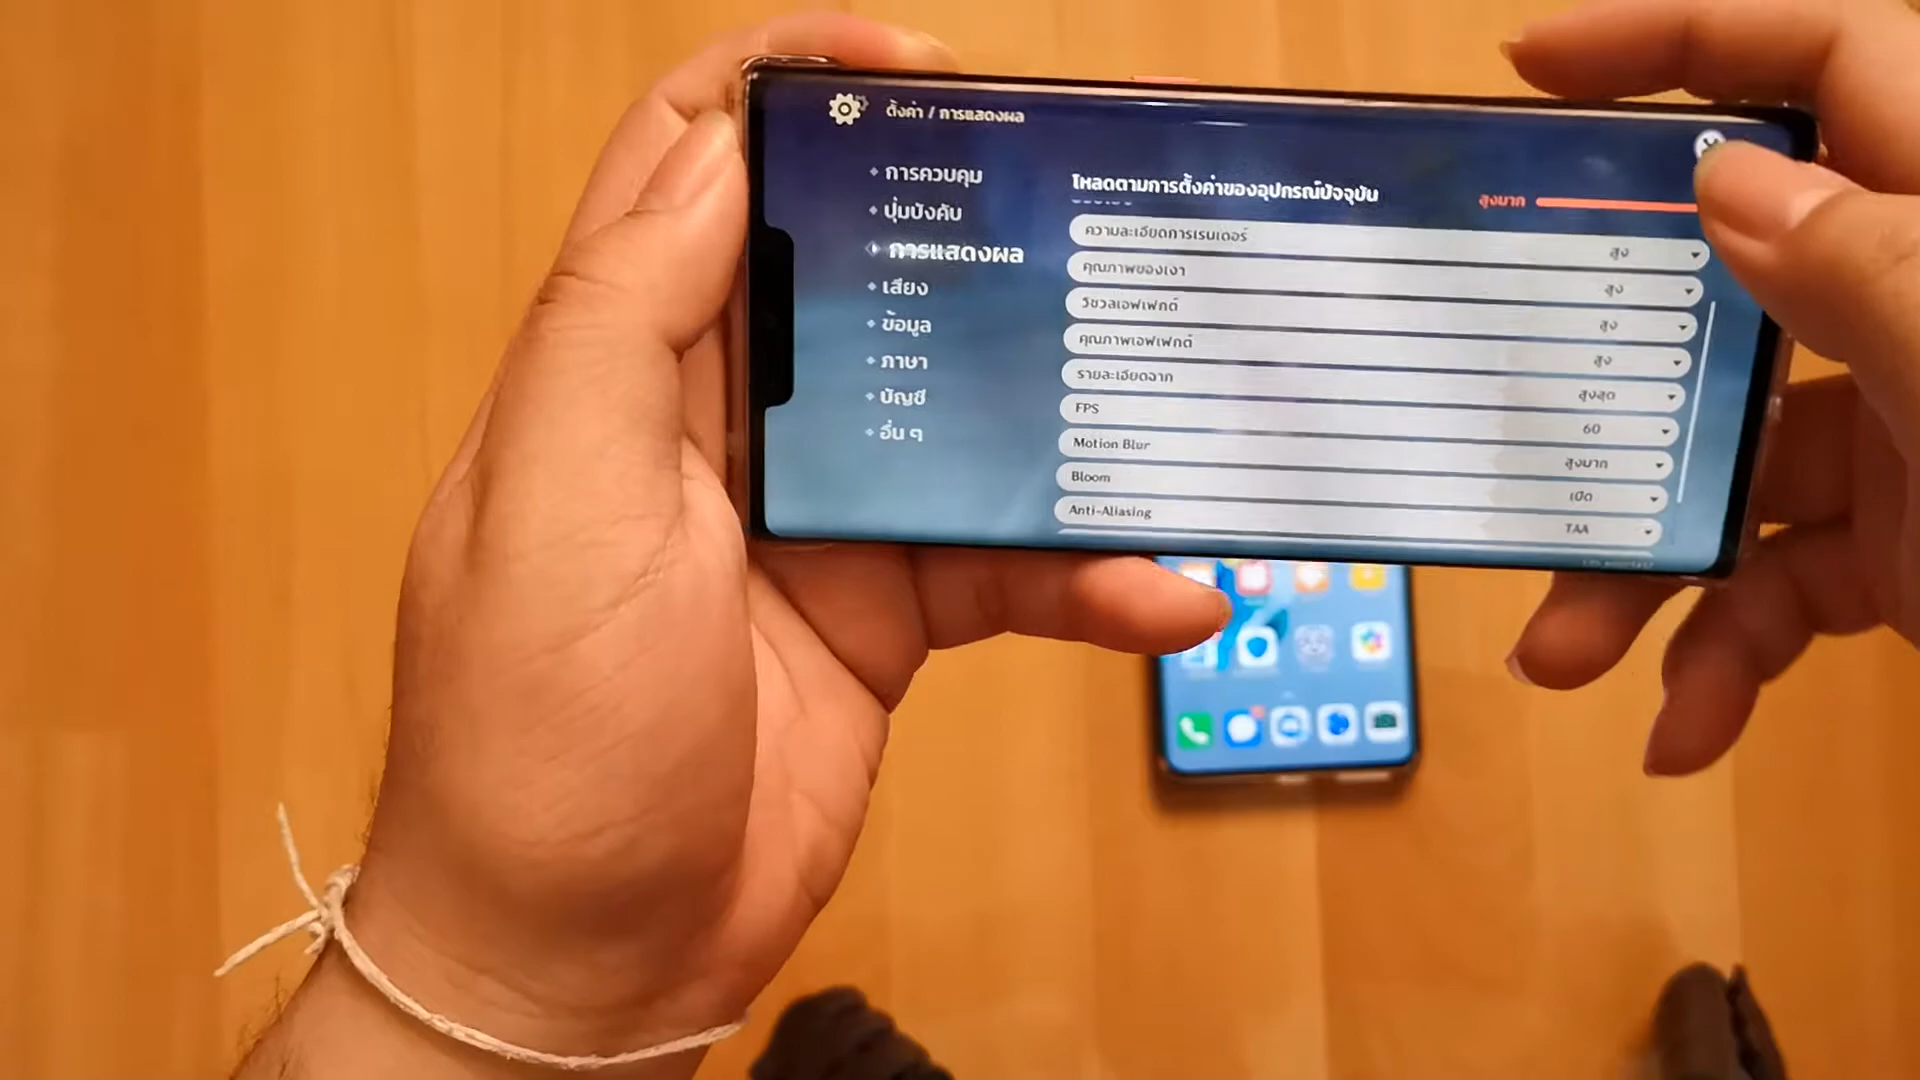 ตั้งค่า / การแสดงผล
การควบคุม
ปุ่มบังคับ
การแสดงผล
เสียง
ข้อมูล
ภาษา
บัญชี
อื่น ๆ
โหลดตามการตั้งค่าของอุปกรณ์ปัจจุบัน
สูงมาก
ความละเอียดการเรนเดอร์ สูง
คุณภาพของเงา สูง
วิชวลเอฟเฟกต์ สูง
คุณภาพเอฟเฟกต์ สูง
รายละเอียดฉาก สูงสุด
FPS 60
Motion Blur สูงมาก
Bloom เปิด
Anti-Aliasing TAA